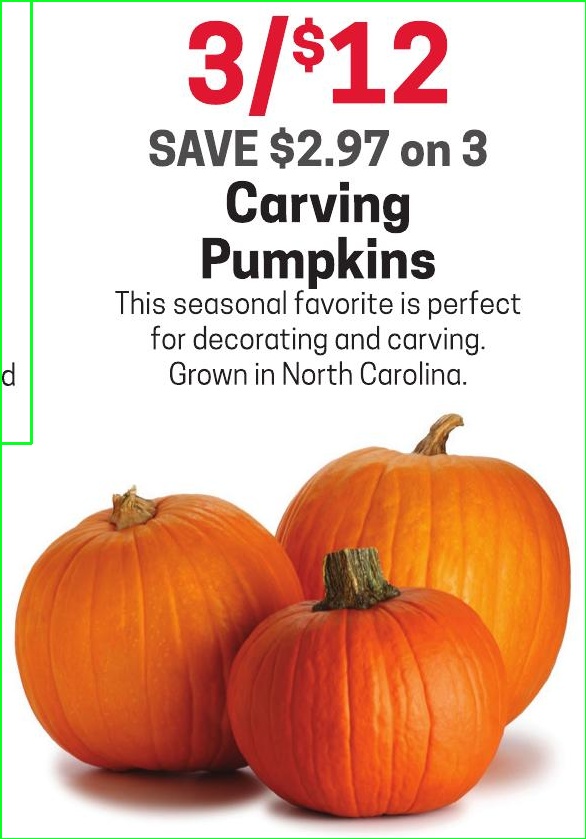 3/$12
SAVE $2.97 on 3
Carving
Pumpkins
This seasonal favorite is perfect
for decorating and carving.
Grown in North Carolina.
d